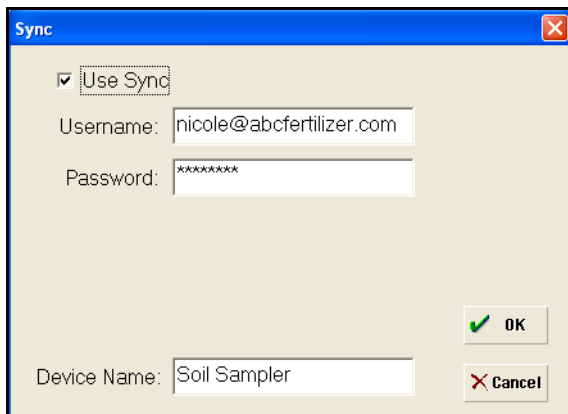 Sync
Use Sync
Username: nicole@abcfertilizer.com
Password: ********
OK
Device Name: Soil Sampler
Cancel